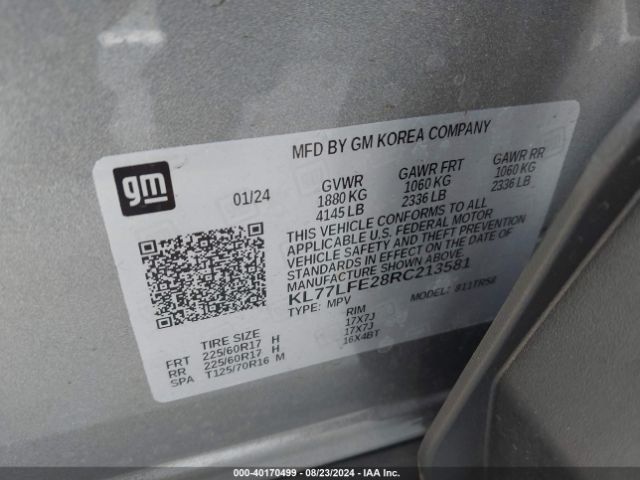 MFD BY GM KOREA COMPANY
gm
01/24
GVWR
1880 KG
4145 LB
GAWR FRT
1060 KG
2336 LB
GAWR RR
1060 KG
2336 LB
THIS VEHICLE CONFORMS TO ALL
APPLICABLE U.S. FEDERAL MOTOR
VEHICLE SAFETY AND THEFT PREVENTION
STANDARDS IN EFFECT ON THE DATE OF
MANUFACTURE SHOWN ABOVE.
KL77LFE28RC213581
TYPE: MPV
MODEL: 811TR58
TIRE SIZE
RIM
FRT 225/60R17 H 17X7J
RR 225/60R17 H 17X7J
SPA T125/70R16 M 16X4BT
000-40170499 • 08/23/2024 • IAA Inc.